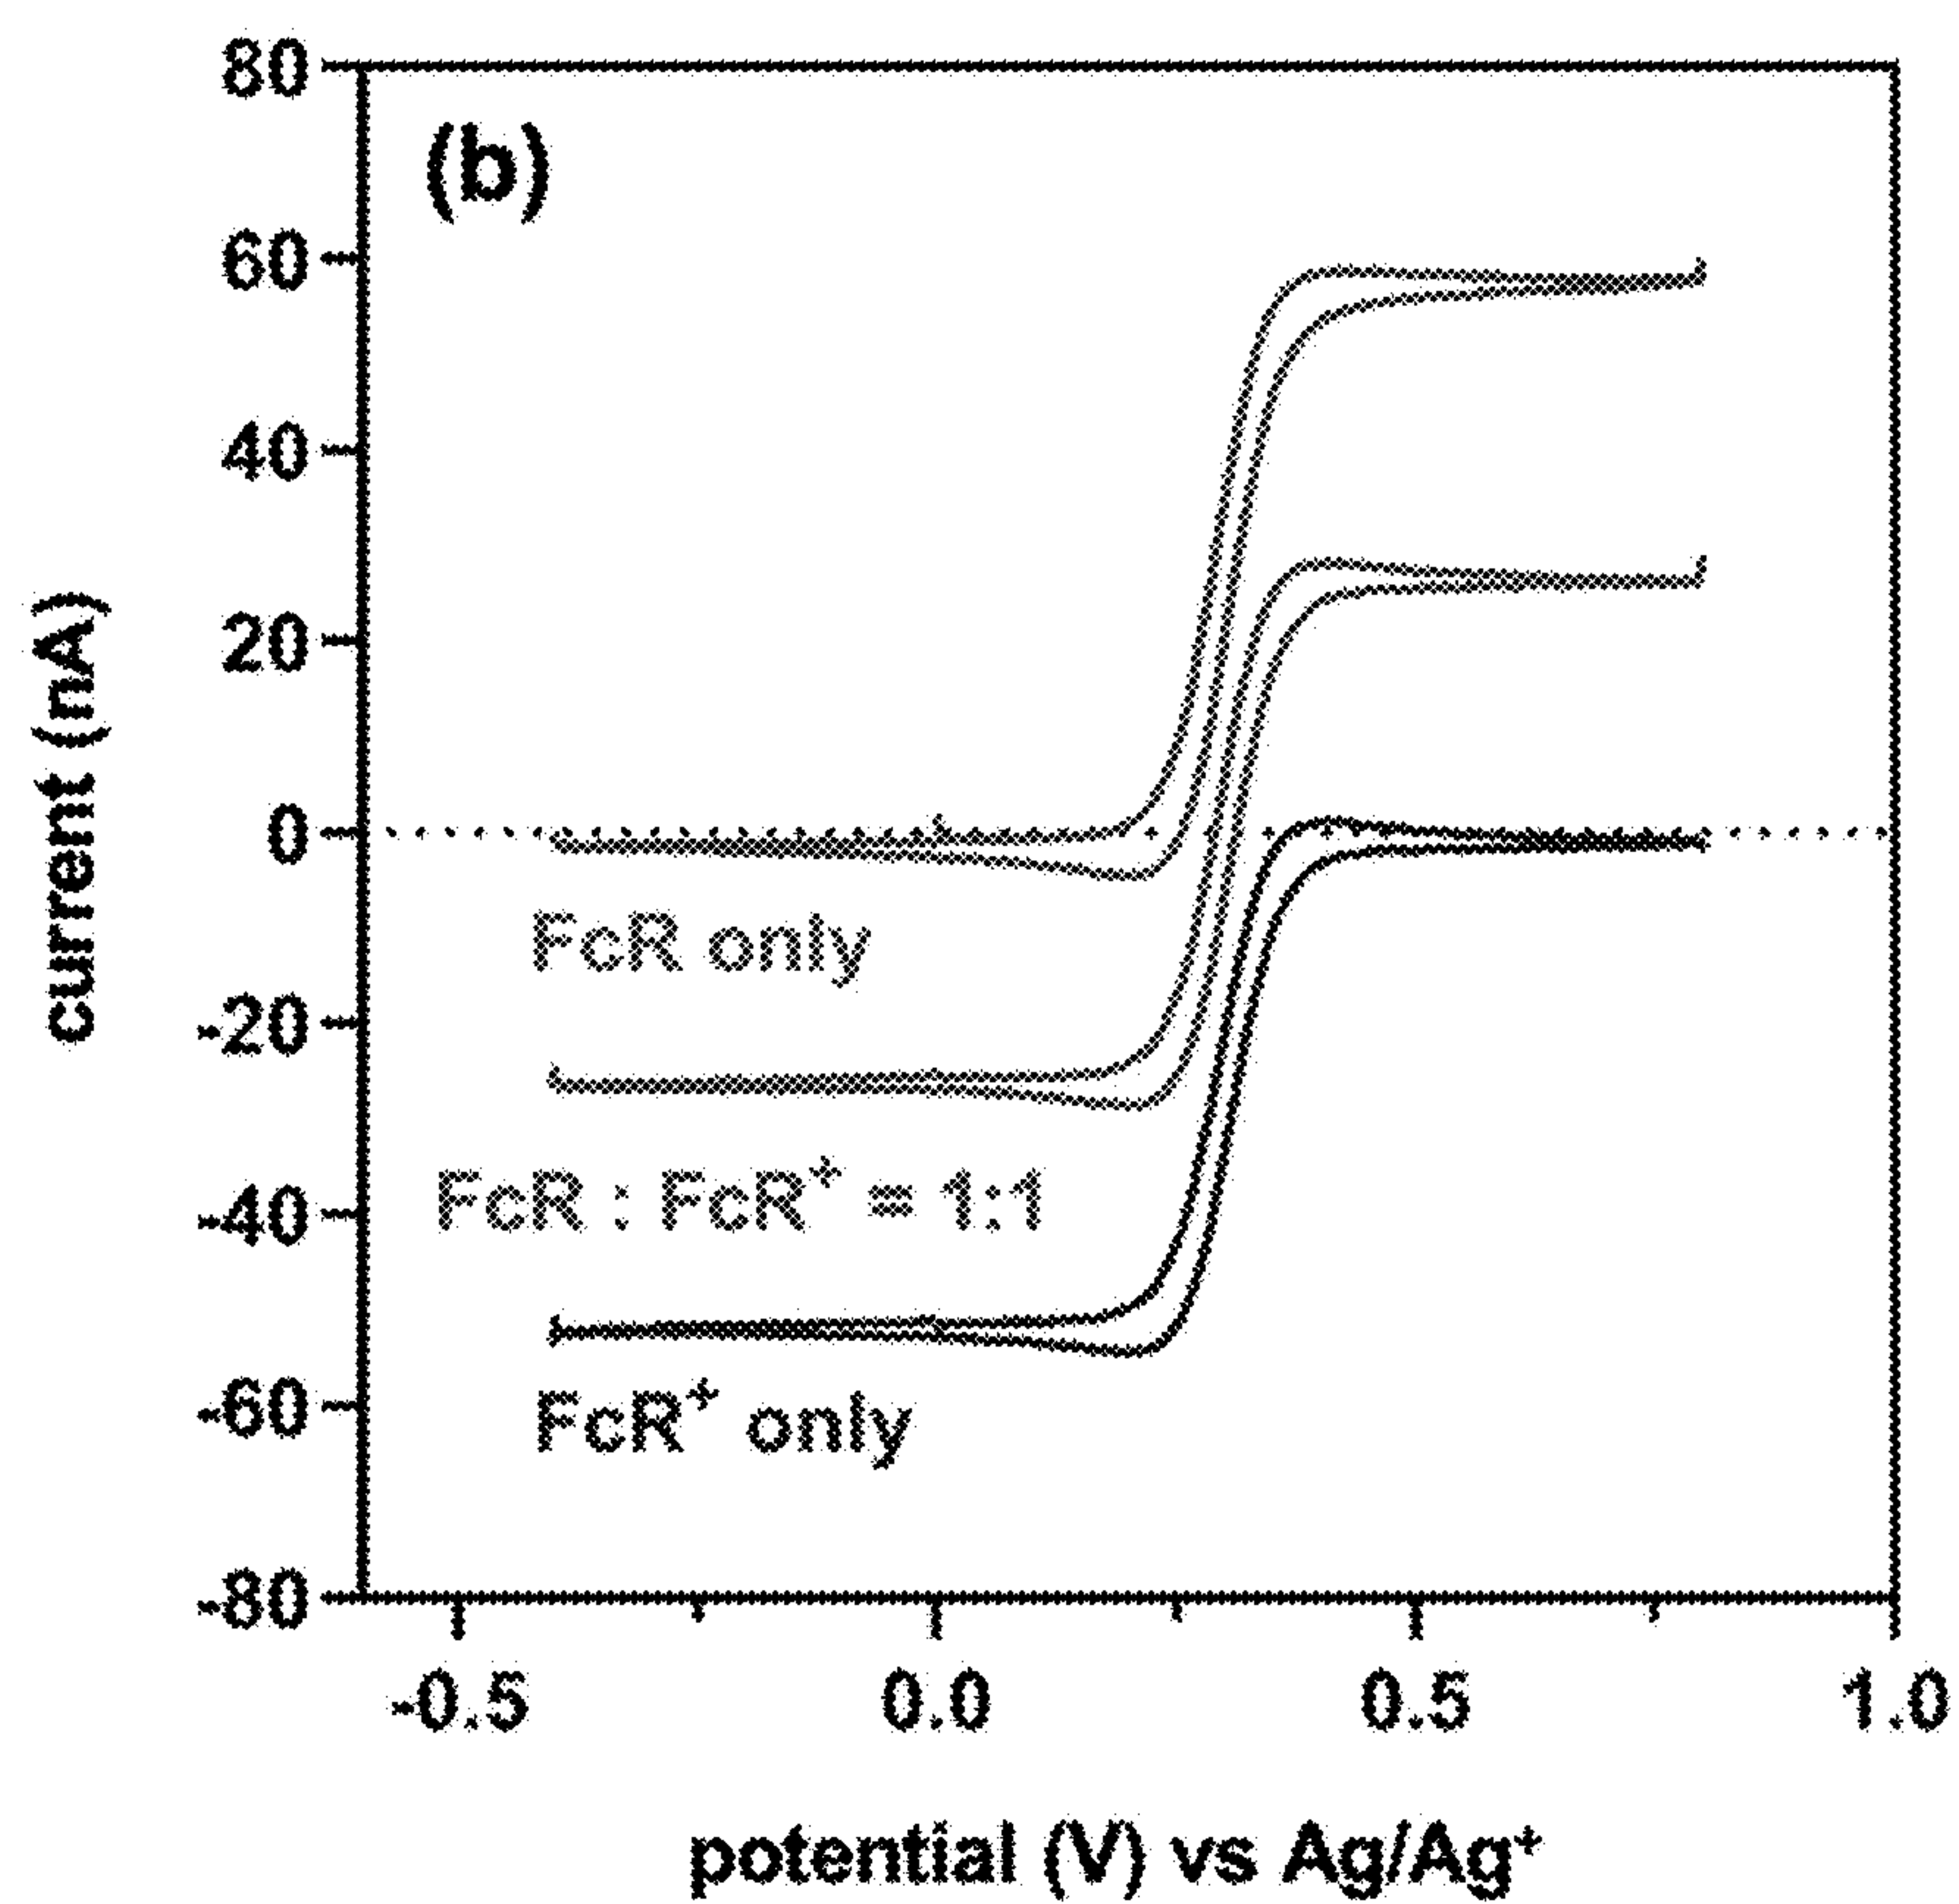 80
(b)
60
40
20
current (nA)
0
FcR only
-20
FcR : FcR⁺ = 1:1
-40
-60
FcR⁺ only
-80
-0.5 0.0 0.5 1.0
potential (V) vs Ag/Ag⁺